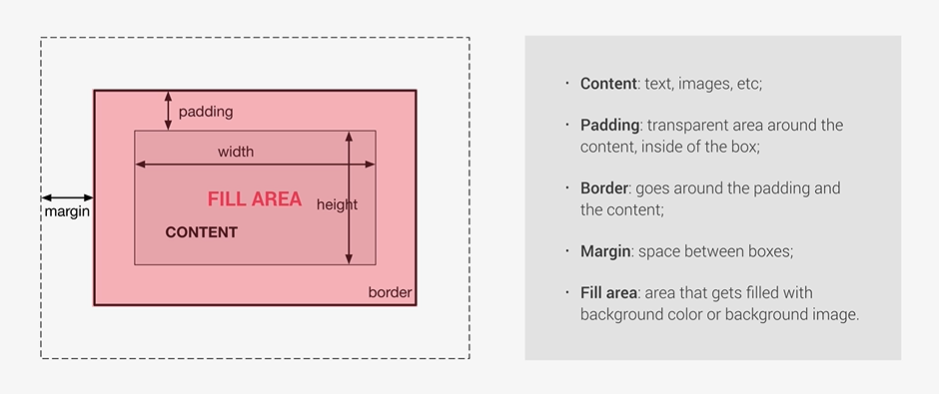 padding
width
FILL AREA
height
margin
CONTENT
border
· Content: text, images, etc;
· Padding: transparent area around the
content, inside of the box;
· Border: goes around the padding and
the content;
· Margin: space between boxes;
· Fill area: area that gets filled with
background color or background image.